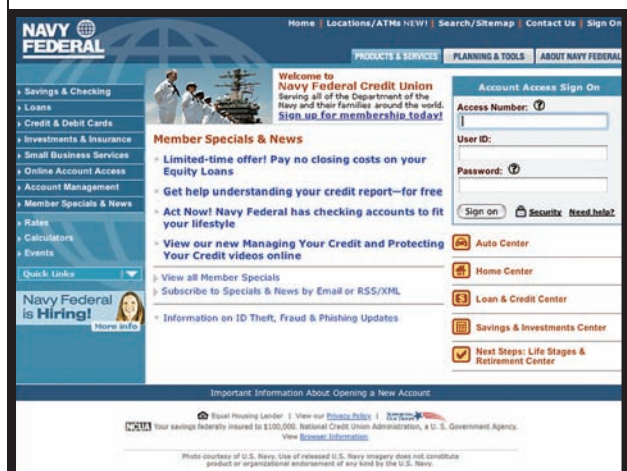 NAVY
FEDERAL
Home | Locations/ATMs NEW! | Search/Sitemap | Contact Us | Sign On
PRODUCTS & SERVICES
PLANNING & TOOLS
ABOUT NAVY FEDERAL
Savings & Checking
Loans
Credit & Debit Cards
Investments & Insurance
Small Business Services
Online Account Access
Account Management
Member Specials & News
Rates
Calculators
Events
Quick Links
Navy Federal
is Hiring!
More info
Welcome to
Navy Federal Credit Union
Serving all of the Department of the
Navy and their families around the world.
Sign up for membership today!
Member Specials & News
Limited-time offer! Pay no closing costs on your
Equity Loans
Get help understanding your credit report—for free
Act Now! Navy Federal has checking accounts to fit
your lifestyle
View our new Managing Your Credit and Protecting
Your Credit videos online
View all Member Specials
Subscribe to Specials & News by Email or RSS/XML
Information on ID Theft, Fraud & Phishing Updates
Account Access Sign On
Access Number: ?
User ID:
Password: ?
Sign on
Security
Need help?
Auto Center
Home Center
Loan & Credit Center
Savings & Investments Center
Next Steps: Life Stages &
Retirement Center
Important Information About Opening a New Account
Equal Housing Lender | View our Privacy Policy |
NCUA Your savings federally insured to $100,000. National Credit Union Administration, a U. S. Government Agency.
View Browser Information
Photo courtesy of U.S. Navy. Use of released U.S. Navy imagery does not constitute
product or organizational endorsement of any kind by the U.S. Navy.